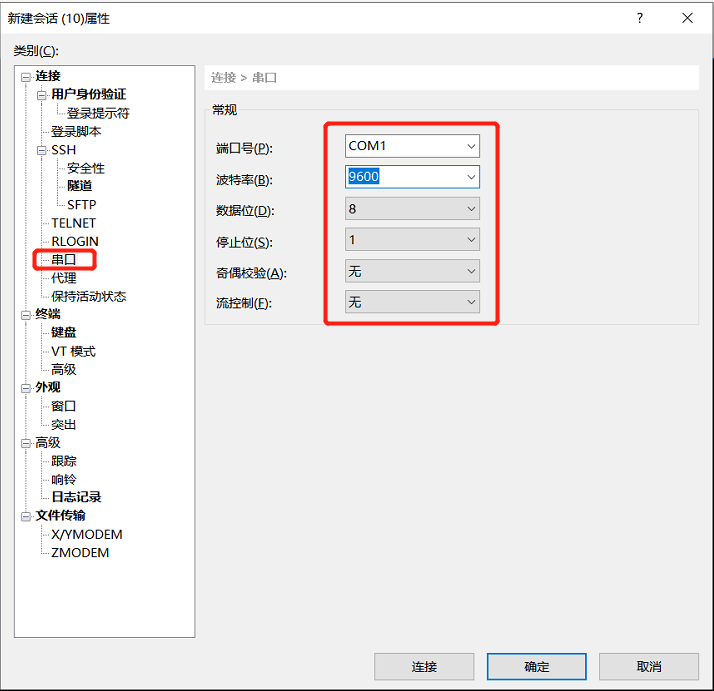 新建会话 (10)属性
?
类别(C):
连接
用户身份验证
登录提示符
登录脚本
SSH
安全性
隧道
SFTP
TELNET
RLOGIN
串口
代理
保持活动状态
终端
键盘
VT 模式
高级
外观
窗口
突出
高级
跟踪
响铃
日志记录
文件传输
X/YMODEM
ZMODEM
连接 > 串口
常规
端口号(P): COM1
波特率(B): 9600
数据位(D): 8
停止位(S): 1
奇偶校验(A): 无
流控制(F): 无
连接 确定 取消